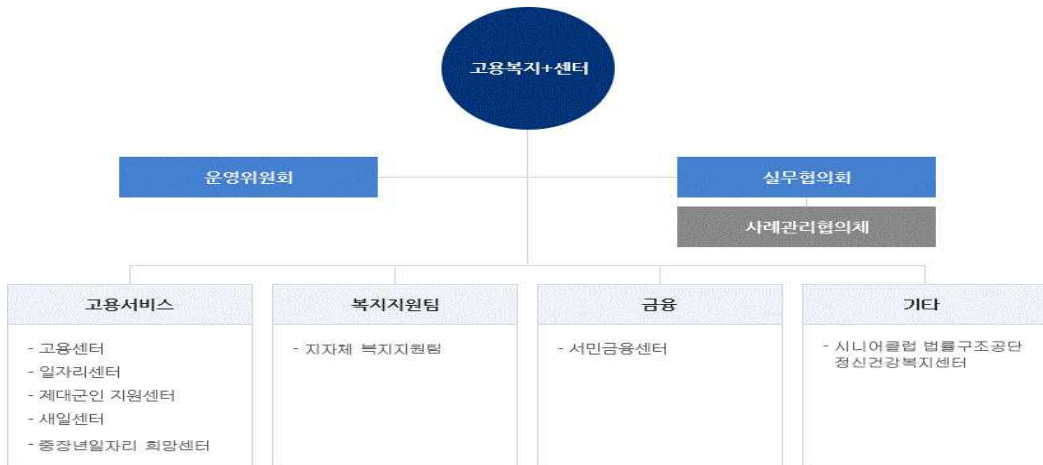 고용복지+센터
운영위원회
실무협의회
사례관리협의체
고용서비스
복지지원팀
금융
기타
- 고용센터
- 일자리센터
- 제대군인 지원센터
- 새일센터
- 중장년일자리 희망센터
- 지자체 복지지원팀
- 서민금융센터
- 시니어클럽 법률구조공단
정신건강복지센터